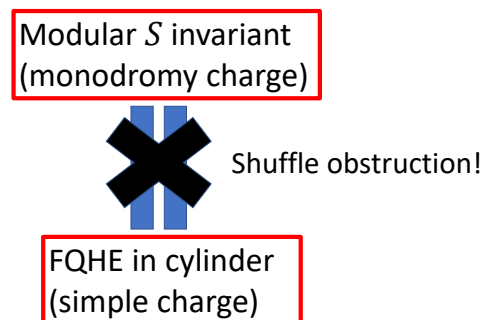 Modular S invariant
(monodromy charge)
Shuffle obstruction!
FQHE in cylinder
(simple charge)